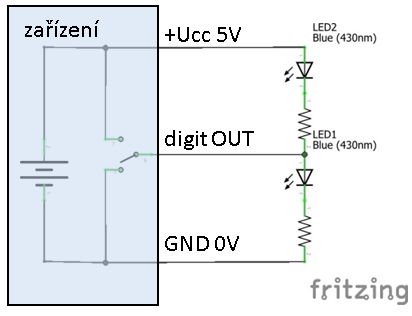 zařízení
+Ucc 5V
LED2
Blue (430nm)
digit OUT
LED1
Blue (430nm)
GND 0V
fritzing